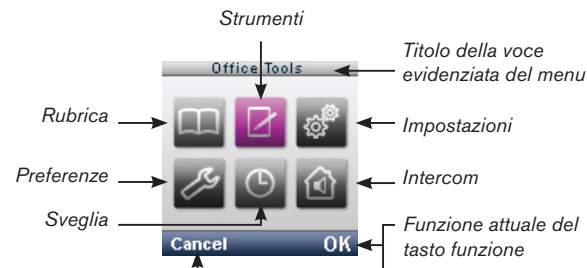 Strumenti
Titolo della voce
evidenziata del menu
Office Tools
Rubrica
Impostazioni
Preferenze
Intercom
Sveglia
Funzione attuale del
tasto funzione
Cancel
OK